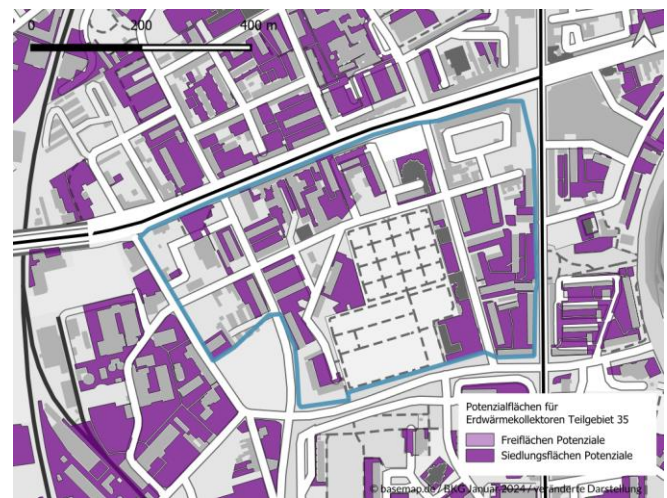 0 200 400 m
Potenzialflächen für
Erdwärmekollektoren Teilgebiet 35
Freiflächen Potenziale
Siedlungsflächen Potenziale
© basemap.de / BKG Januar 2024 / veränderte Darstellung